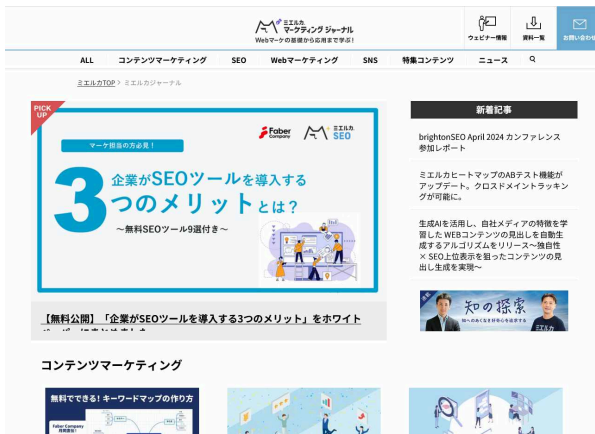 ミエルカ
マーケティング ジャーナル
Webマーケの基礎から応用まで学ぶ!
ウェビナー情報
資料一覧
お問い合わせ
ALL
コンテンツマーケティング
SEO
Webマーケティング
SNS
特集コンテンツ
ニュース
ミエルカTOP > ミエルカジャーナル
PICK
UP
マーケ担当の方必見!
Faber
Company
ミエルカ
SEO
3
企業がSEOツールを導入する
つのメリットとは?
〜無料SEOツール9選付き〜
【無料公開】「企業がSEOツールを導入する3つのメリット」をホワイト
新着記事
brightonSEO April 2024 カンファレンス
参加レポート
ミエルカヒートマップのABテスト機能が
アップデート。クロスドメイントラッキン
グが可能に。
生成AIを活用し、自社メディアの特徴を学
習した WEBコンテンツの見出しを自動生
成するアルゴリズムをリリース〜独自性
× SEO上位表示を狙ったコンテンツの見
出し生成を実現〜
知の探索
ミエルカ
コンテンツマーケティング
無料でできる! キーワードマップの作り方
Faber Company